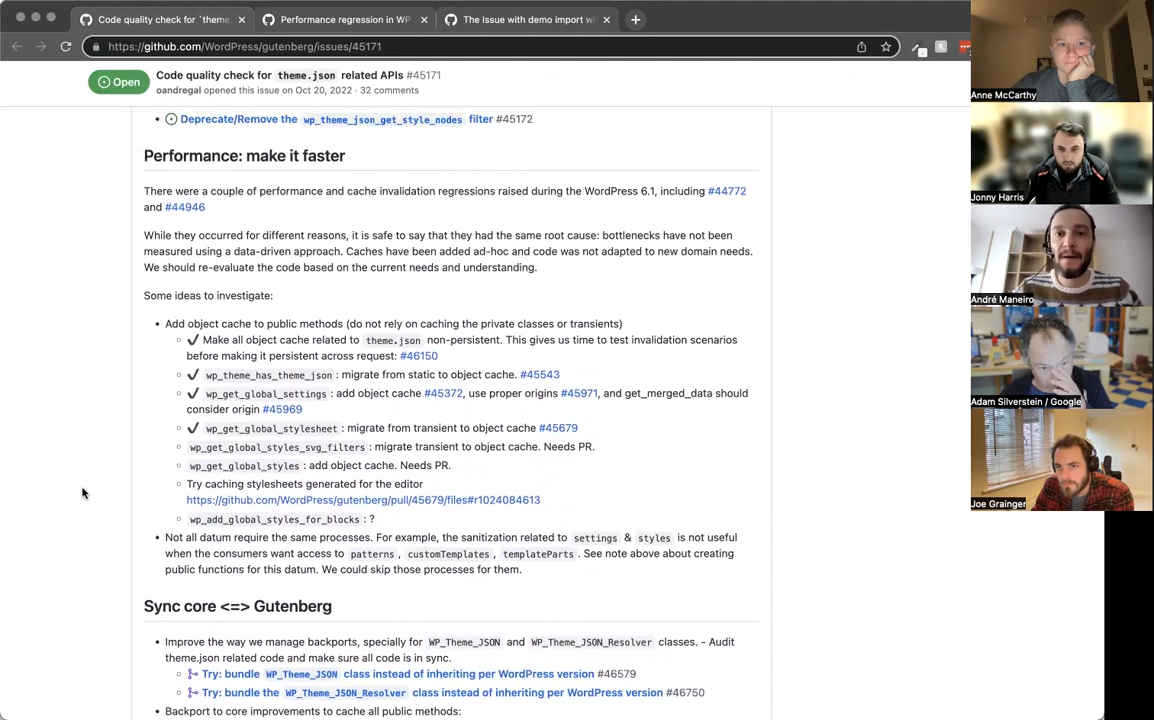 Code quality check for `theme
Performance regression in WP
The Issue with demo import wi
https://github.com/WordPress/gutenberg/issues/45171
Open
Code quality check for theme.json related APIs #45171
oandregal opened this issue on Oct 20, 2022 · 32 comments
• Deprecate/Remove the wp_theme_json_get_style_nodes filter #45172
Performance: make it faster
There were a couple of performance and cache invalidation regressions raised during the WordPress 6.1, including #44772
and #44946
While they occurred for different reasons, it is safe to say that they had the same root cause: bottlenecks have not been
measured using a data-driven approach. Caches have been added ad-hoc and code was not adapted to new domain needs.
We should re-evaluate the code based on the current needs and understanding.
Some ideas to investigate:
• Add object cache to public methods (do not rely on caching the private classes or transients)
◦ ✔ Make all object cache related to theme.json non-persistent. This gives us time to test invalidation scenarios
before making it persistent across request: #46150
◦ ✔ wp_theme_has_theme_json : migrate from static to object cache. #45543
◦ ✔ wp_get_global_settings : add object cache #45372, use proper origins #45971, and get_merged_data should
consider origin #45969
◦ ✔ wp_get_global_stylesheet : migrate from transient to object cache #45679
◦ wp_get_global_styles_svg_filters : migrate transient to object cache. Needs PR.
◦ wp_get_global_styles : add object cache. Needs PR.
◦ Try caching stylesheets generated for the editor
https://github.com/WordPress/gutenberg/pull/45679/files#r1024084613
◦ wp_add_global_styles_for_blocks : ?
• Not all datum require the same processes. For example, the sanitization related to settings & styles is not useful
when the consumers want access to patterns , customTemplates , templateParts . See note above about creating
public functions for this datum. We could skip those processes for them.
Sync core <=> Gutenberg
• Improve the way we manage backports, specially for WP_Theme_JSON and WP_Theme_JSON_Resolver classes. - Audit
theme.json related code and make sure all code is in sync.
◦ Try: bundle WP_Theme_JSON class instead of inheriting per WordPress version #46579
◦ Try: bundle the WP_Theme_JSON_Resolver class instead of inheriting per WordPress version #46750
• Backport to core improvements to cache all public methods:
Anne McCarthy
Jonny Harris
André Maneiro
Adam Silverstein / Google
Joe Grainger